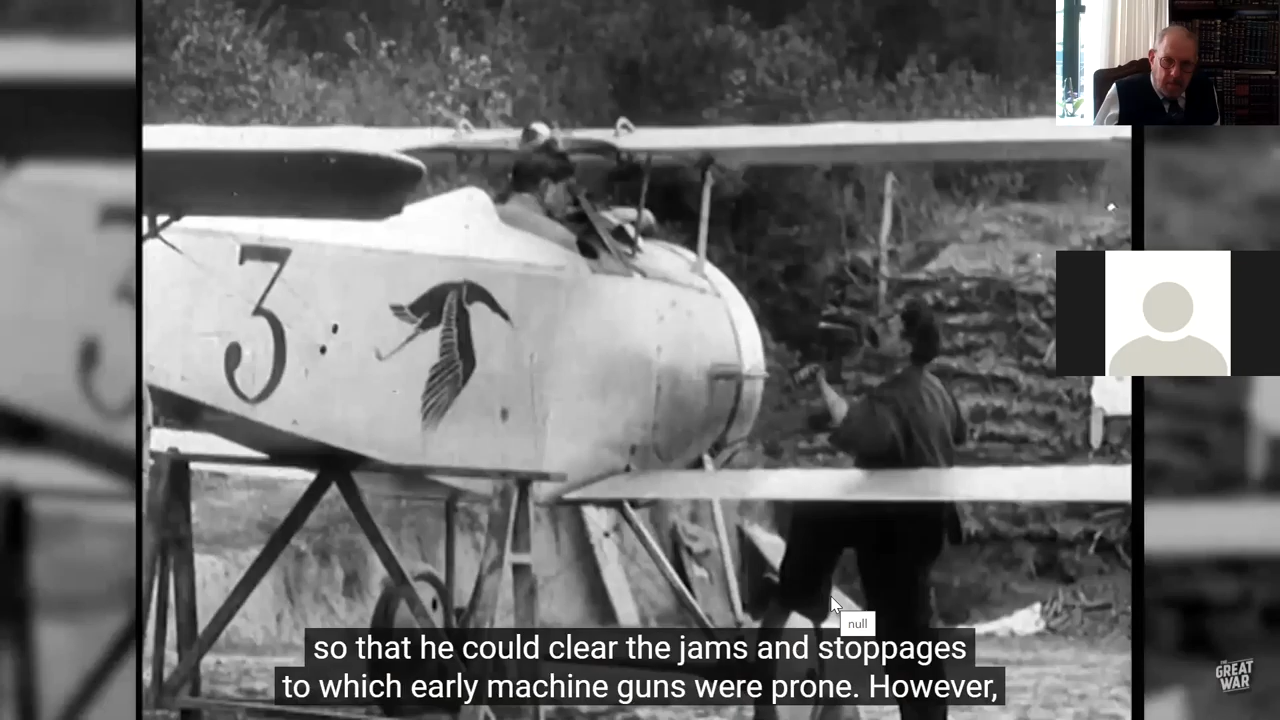 3
null
so that he could clear the jams and stoppages
to which early machine guns were prone. However,
THE
GREAT
WAR